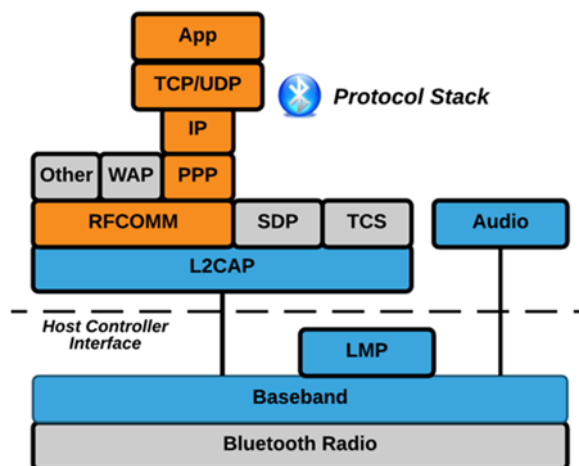 App
TCP/UDP
Protocol Stack
IP
Other WAP PPP
RFCOMM SDP TCS Audio
L2CAP
Host Controller
Interface
LMP
Baseband
Bluetooth Radio